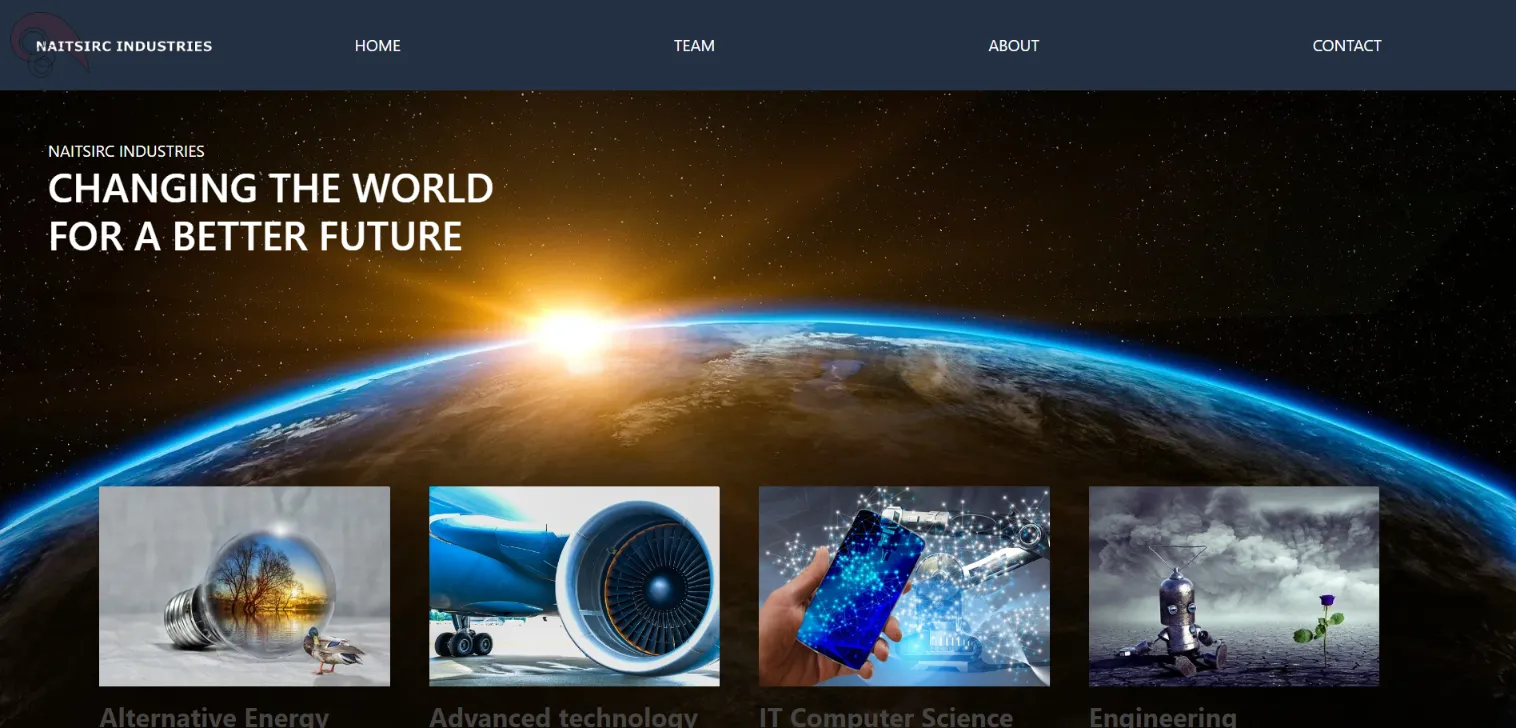 NAITSIRC INDUSTRIES
HOME
TEAM
ABOUT
CONTACT
NAITSIRC INDUSTRIES
CHANGING THE WORLD
FOR A BETTER FUTURE
Alternative Energy
Advanced technology
IT Computer Science
Engineering